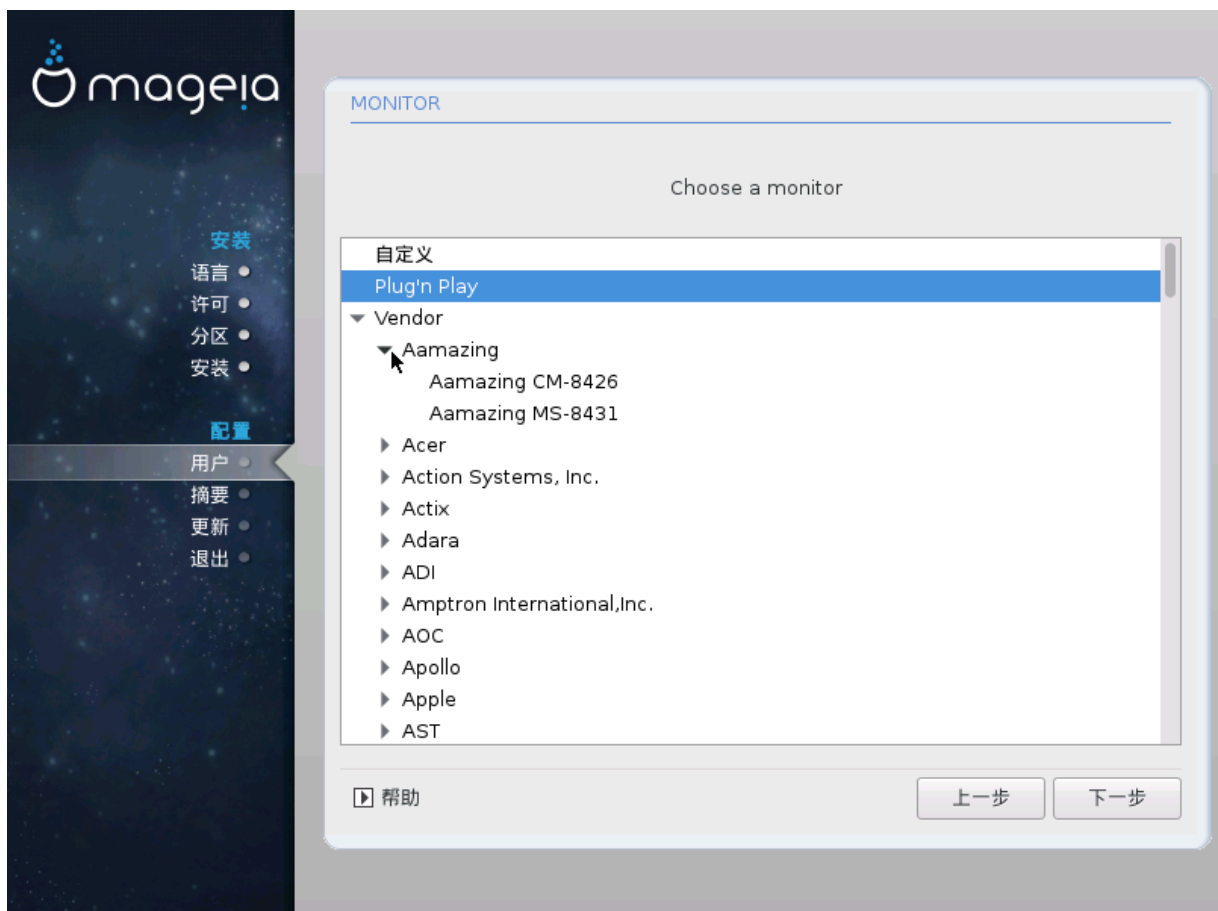 mageia
安装
语言
许可
分区
安装
配置
用户
摘要
更新
退出
MONITOR
Choose a monitor
自定义
Plug'n Play
Vendor
Aamazing
Aamazing CM-8426
Aamazing MS-8431
Acer
Action Systems, Inc.
Actix
Adara
ADI
Amptron International,Inc.
AOC
Apollo
Apple
AST
帮助
上一步
下一步